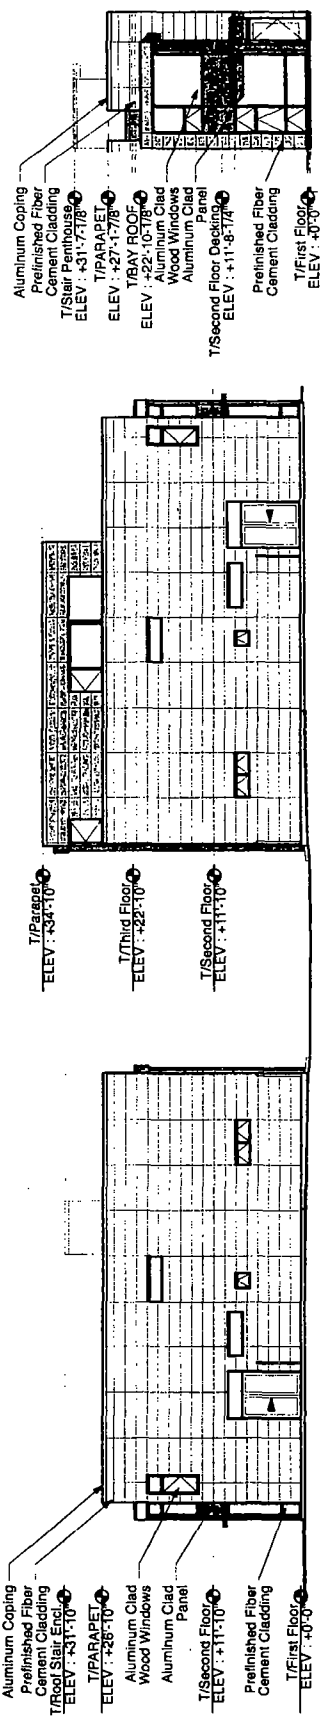 Aluminum Coping
Prefinished Fiber
Cement Cladding
T/Roof Stair Encl.
ELEV : +31'-10"
T/PARAPET
ELEV : +26'-10"
Aluminum Clad
Wood Windows
Aluminum Clad
Panel
T/Second Floor
ELEV : +11'-10"
Prefinished Fiber
Cement Cladding
T/First Floor
ELEV : +0'-0"
T/Parapet
ELEV : +34'-10"
T/Third Floor
ELEV : +22'-10"
T/Second Floor
ELEV : +11'-10"
Aluminum Coping
Prefinished Fiber
Cement Cladding
T/Stair Penthouse
ELEV : +31'-7-1/8"
T/PARAPET
ELEV : +27'-1-7/8"
T/BAY ROOF
ELEV : +22'-10-1/8"
Aluminum Clad
Wood Windows
Aluminum Clad
Panel
T/Second Floor Decking
ELEV : +11'-8-1/4"
Prefinished Fiber
Cement Cladding
T/First Floor
ELEV : +0'-0"